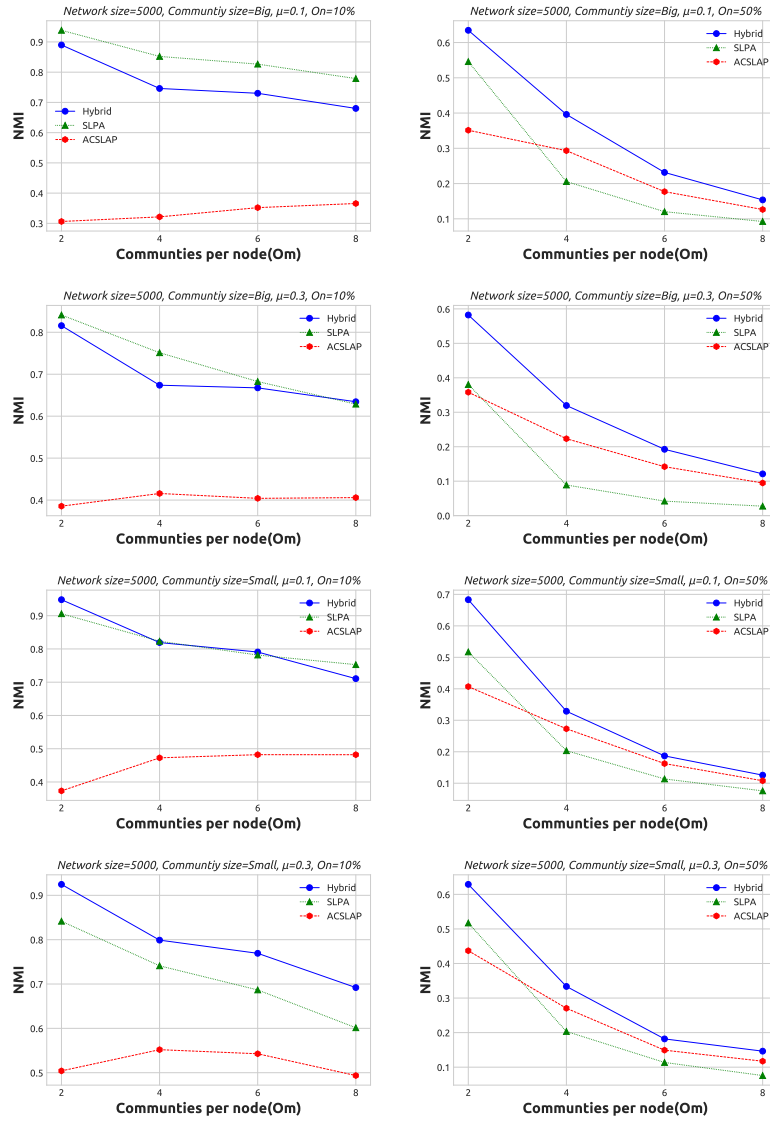 Network size=5000, Communtiy size=Big, μ=0.1, On=10%
0.9
0.8
0.7
0.6
0.5
0.4
0.3
NMI
Hybrid
SLPA
ACSLAP
2 4 6 8
Communties per node(Om)
Network size=5000, Communtiy size=Big, μ=0.1, On=50%
0.6
0.5
0.4
0.3
0.2
0.1
NMI
Hybrid
SLPA
ACSLAP
2 4 6 8
Communties per node(Om)
Network size=5000, Communtiy size=Big, μ=0.3, On=10%
0.8
0.7
0.6
0.5
0.4
NMI
Hybrid
SLPA
ACSLAP
2 4 6 8
Communties per node(Om)
Network size=5000, Communtiy size=Big, μ=0.3, On=50%
0.6
0.5
0.4
0.3
0.2
0.1
0.0
NMI
Hybrid
SLPA
ACSLAP
2 4 6 8
Communties per node(Om)
Network size=5000, Communtiy size=Small, μ=0.1, On=10%
0.9
0.8
0.7
0.6
0.5
0.4
NMI
Hybrid
SLPA
ACSLAP
2 4 6 8
Communties per node(Om)
Network size=5000, Communtiy size=Small, μ=0.1, On=50%
0.7
0.6
0.5
0.4
0.3
0.2
0.1
NMI
Hybrid
SLPA
ACSLAP
2 4 6 8
Communties per node(Om)
Network size=5000, Communtiy size=Small, μ=0.3, On=10%
0.9
0.8
0.7
0.6
0.5
NMI
Hybrid
SLPA
ACSLAP
2 4 6 8
Communties per node(Om)
Network size=5000, Communtiy size=Small, μ=0.3, On=50%
0.6
0.5
0.4
0.3
0.2
0.1
NMI
Hybrid
SLPA
ACSLAP
2 4 6 8
Communties per node(Om)